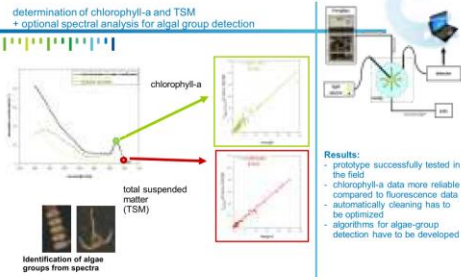 determination of chlorophyll-a and TSM
+ optional spectral analysis for algal group detection
chlorophyll-a
total suspended
matter
(TSM)
Identification of algae
groups from spectra
Results:
- prototype successfully tested in
the field
- chlorophyll-a data more reliable
compared to fluorescence data
- automatically cleaning has to
be optimized
- algorithms for algae-group
detection have to be developed